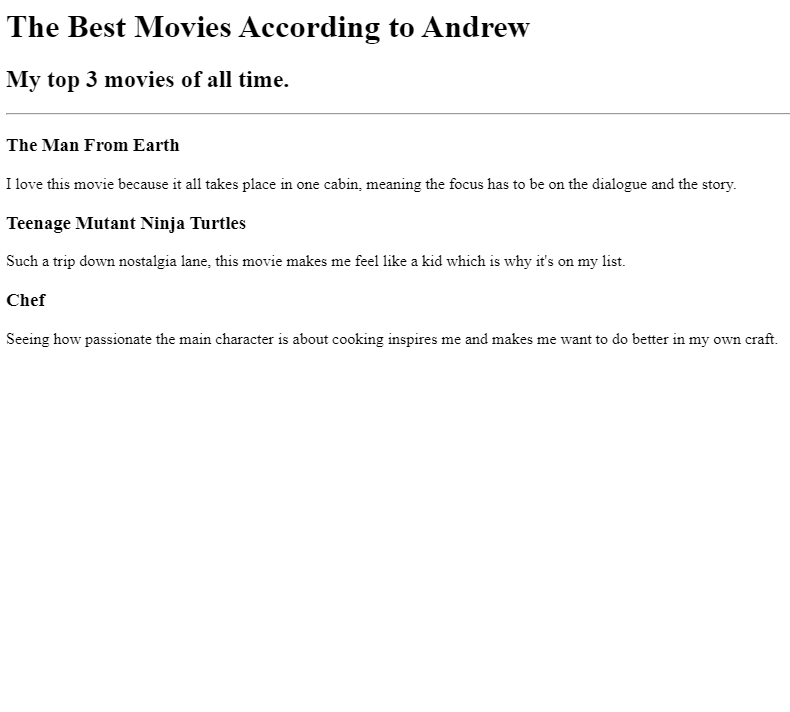 The Best Movies According to Andrew
My top 3 movies of all time.
The Man From Earth
I love this movie because it all takes place in one cabin, meaning the focus has to be on the dialogue and the story.
Teenage Mutant Ninja Turtles
Such a trip down nostalgia lane, this movie makes me feel like a kid which is why it's on my list.
Chef
Seeing how passionate the main character is about cooking inspires me and makes me want to do better in my own craft.